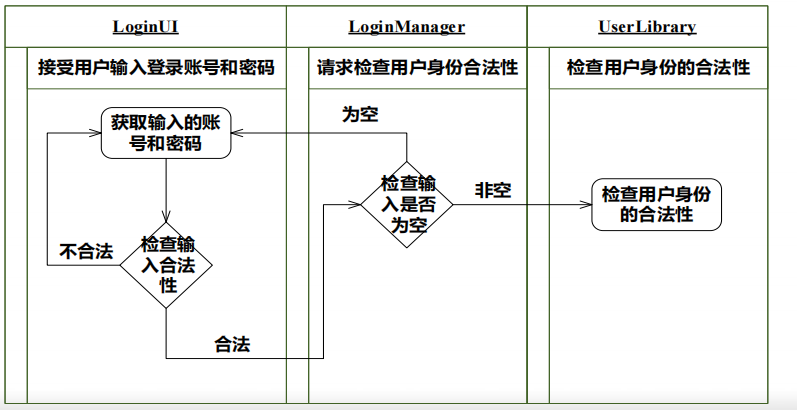 LoginUI
LoginManager
UserLibrary
接受用户输入登录账号和密码
请求检查用户身份合法性
检查用户身份的合法性
获取输入的账
号和密码
为空
检查输
入是否
为空
非空
检查用户身份
的合法性
不合法
检查输
入合法
性
合法